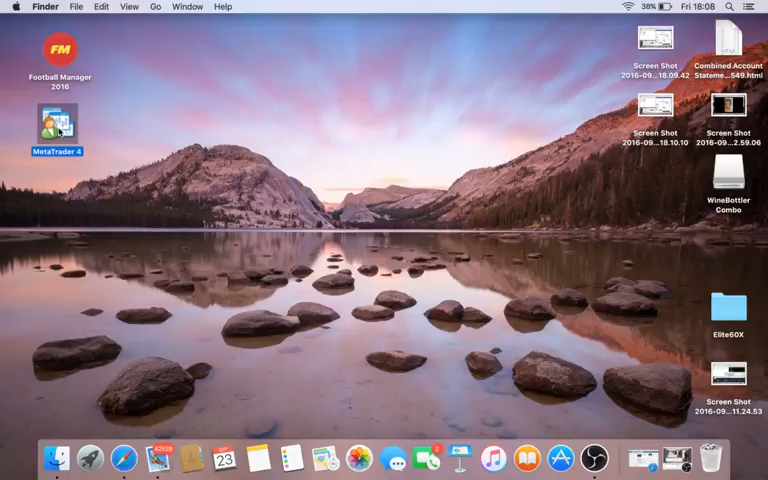 Finder File Edit View Go Window Help
38% Fri 18:08
FM
Football Manager
2016
MetaTrader 4
Screen Shot
2016-09...18.09.42
Combined Account
Stateme...549.html
Screen Shot
2016-09...18.10.10
Screen Shot
2016-09...2.59.06
WineBottler
Combo
Elite60X
Screen Shot
2016-09...11.24.53
42526
SEP
23
2